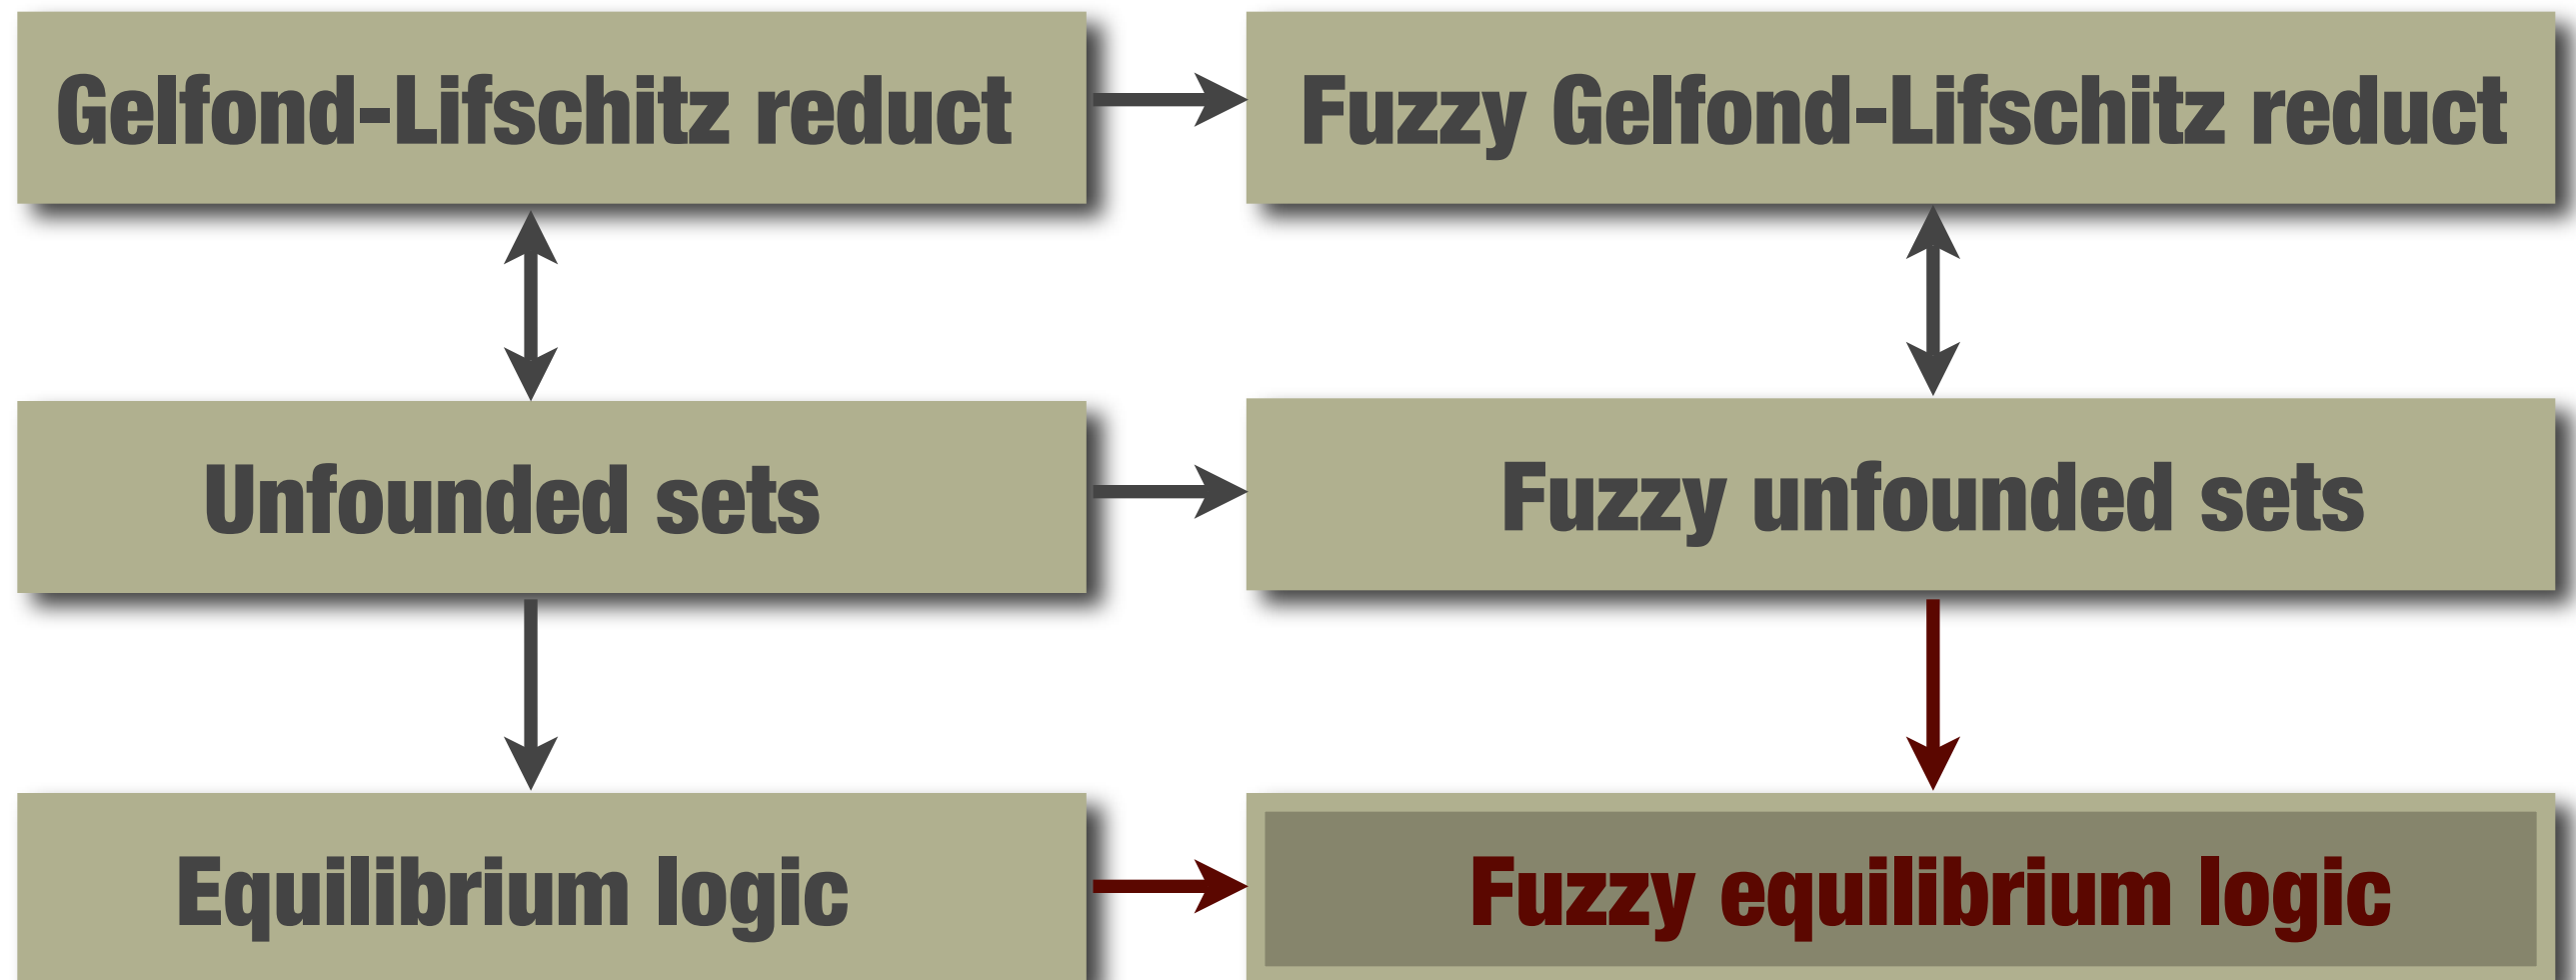 Gelfond-Lifschitz reduct
Fuzzy Gelfond-Lifschitz reduct
Unfounded sets
Fuzzy unfounded sets
Equilibrium logic
Fuzzy equilibrium logic